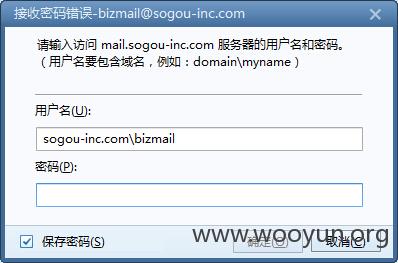 接收密码错误-bizmail@sogou-inc.com
请输入访问 mail.sogou-inc.com 服务器的用户名和密码。
（用户名要包含域名，例如：domain\myname）
用户名(U):
sogou-inc.com\bizmail
密码(P):
保存密码(S)
确定(O)
取消(C)
www.wooyun.org